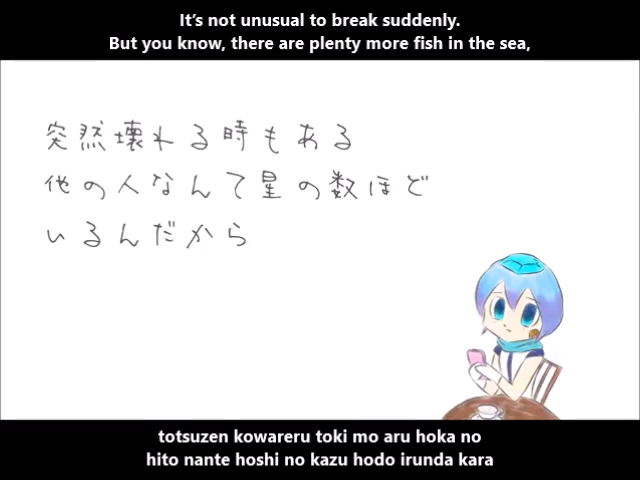 It's not unusual to break suddenly.
But you know, there are plenty more fish in the sea,
突然壊れる時もある
他の人なんて星の数ほど
いるんだから
totsuzen kowareru toki mo aru hoka no
hito nante hoshi no kazu hodo irunda kara